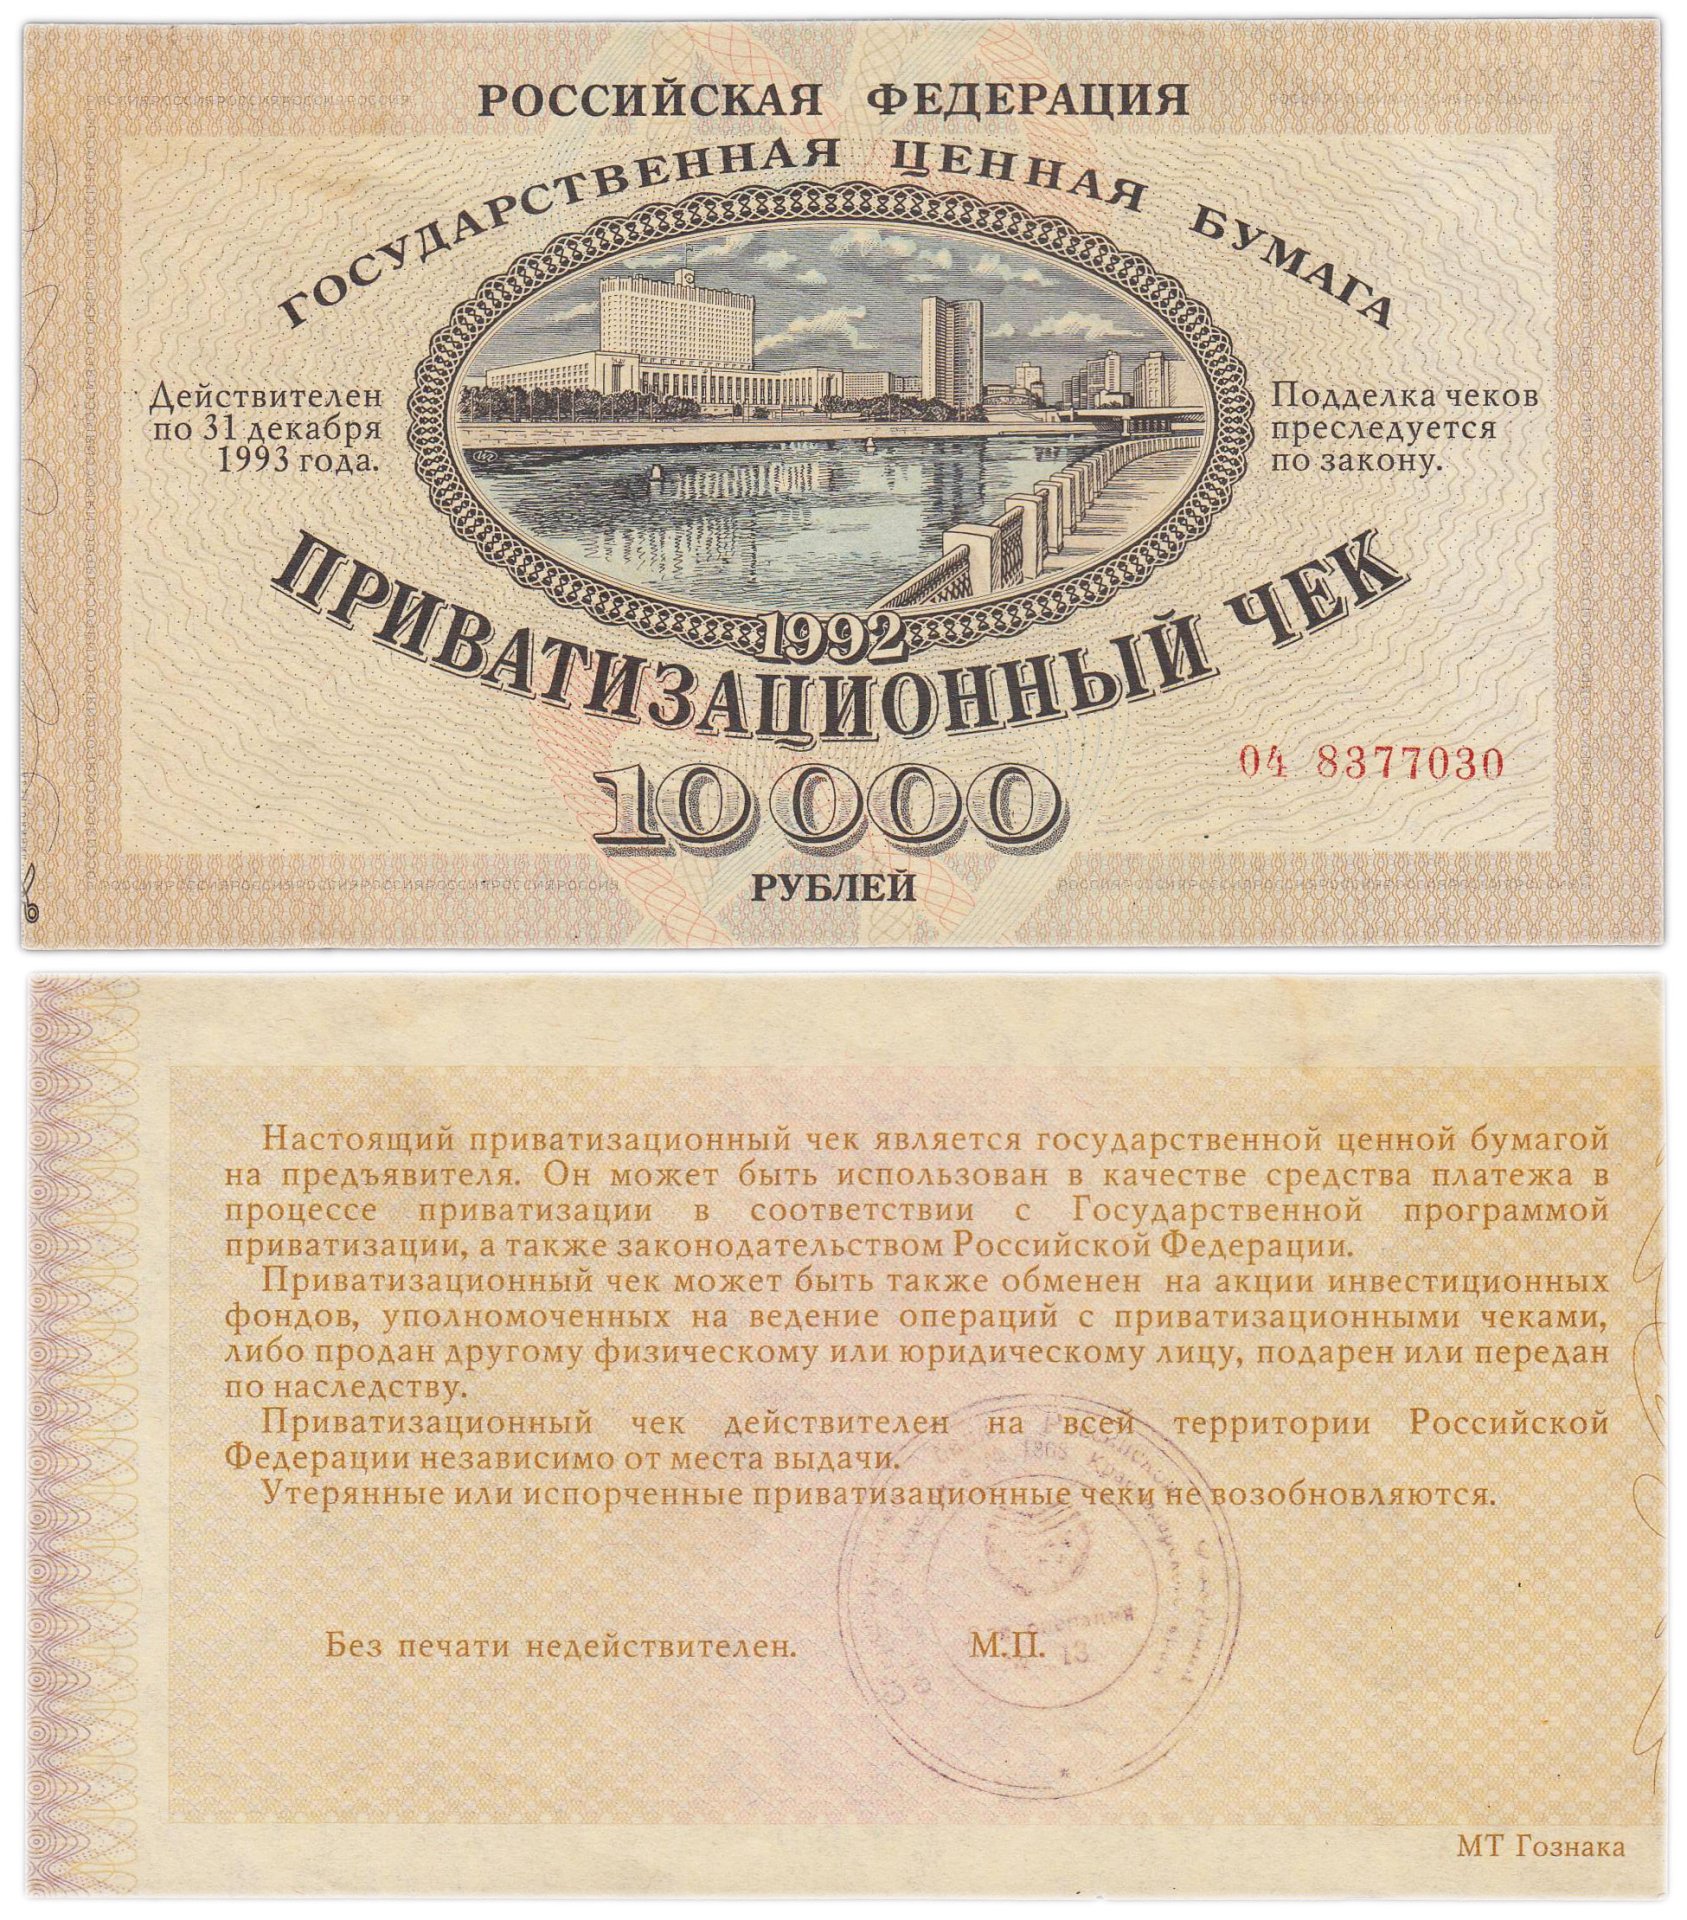 РОССИЙСКАЯ ФЕДЕРАЦИЯ
ГОСУДАРСТВЕННАЯ ЦЕННАЯ БУМАГА
Действителен
по 31 декабря
1993 года.
Подделка чеков
преследуется
по закону.
1992
ПРИВАТИЗАЦИОННЫЙ ЧЕК
04 8377030
10 000
РУБЛЕЙ
Настоящий приватизационный чек является государственной ценной бумагой
на предъявителя. Он может быть использован в качестве средства платежа в
процессе приватизации в соответствии с Государственной программой
приватизации, а также законодательством Российской Федерации.
Приватизационный чек может быть также обменен на акции инвестиционных
фондов, уполномоченных на ведение операций с приватизационными чеками,
либо продан другому физическому или юридическому лицу, подарен или передан
по наследству.
Приватизационный чек действителен на всей территории Российской
Федерации независимо от места выдачи.
Утерянные или испорченные приватизационные чеки не возобновляются.
Без печати недействителен. М.П.
13
МТ Гознака